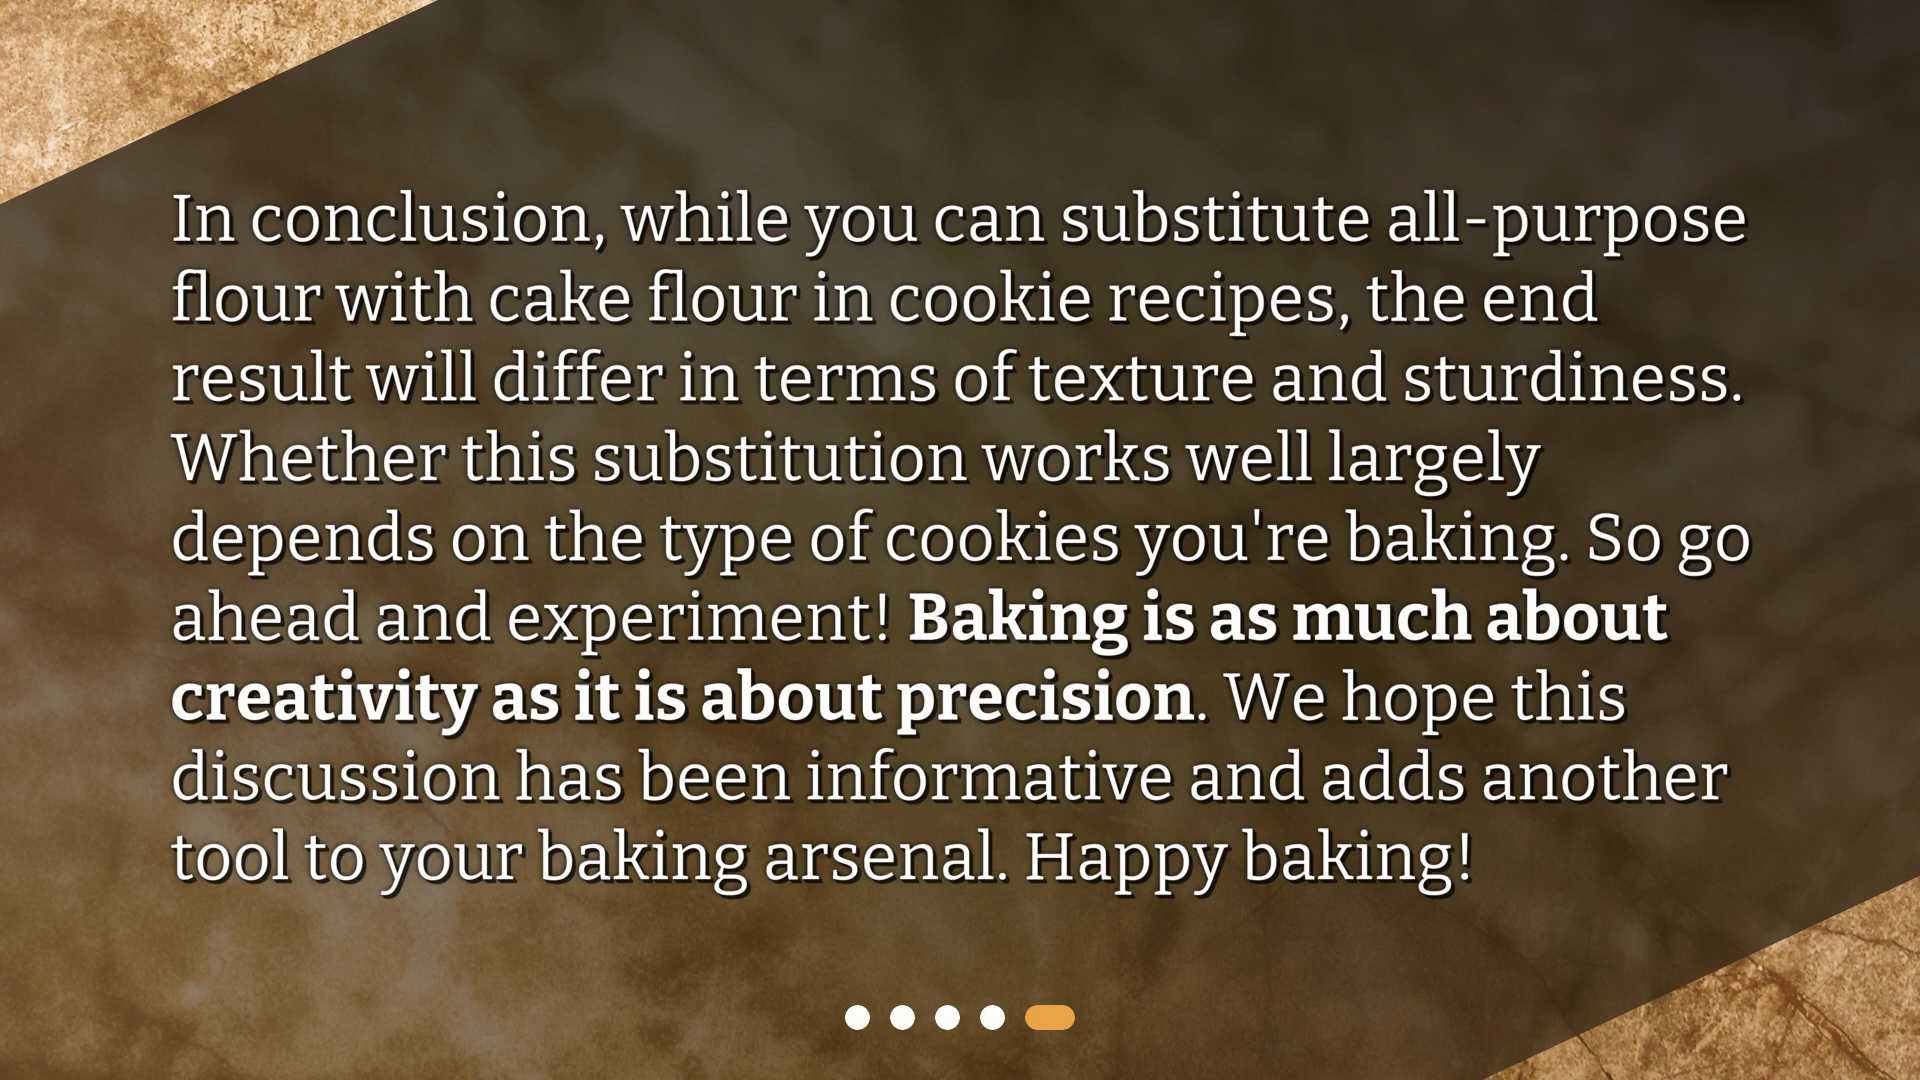 In conclusion, while you can substitute all-purpose
flour with cake flour in cookie recipes, the end
result will differ in terms of texture and sturdiness.
Whether this substitution works well largely
depends on the type of cookies you're baking. So go
ahead and experiment! Baking is as much about
creativity as it is about precision. We hope this
discussion has been informative and adds another
tool to your baking arsenal. Happy baking!